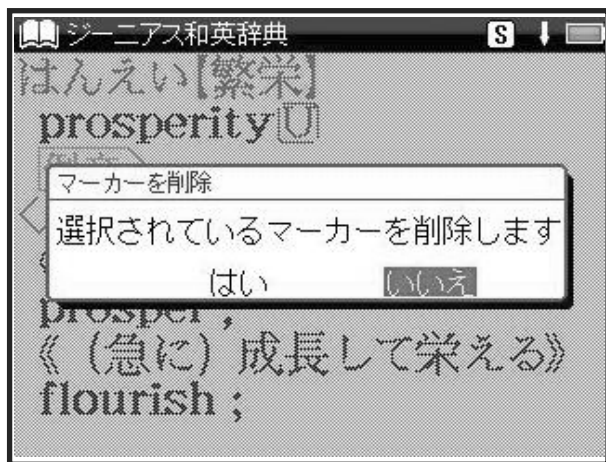 ジーニアス和英辞典 S
はんえい【繁栄】
prosperity U
マーカーを削除
選択されているマーカーを削除します
はい いいえ
prosper ;
《（急に）成長して栄える》
flourish ;